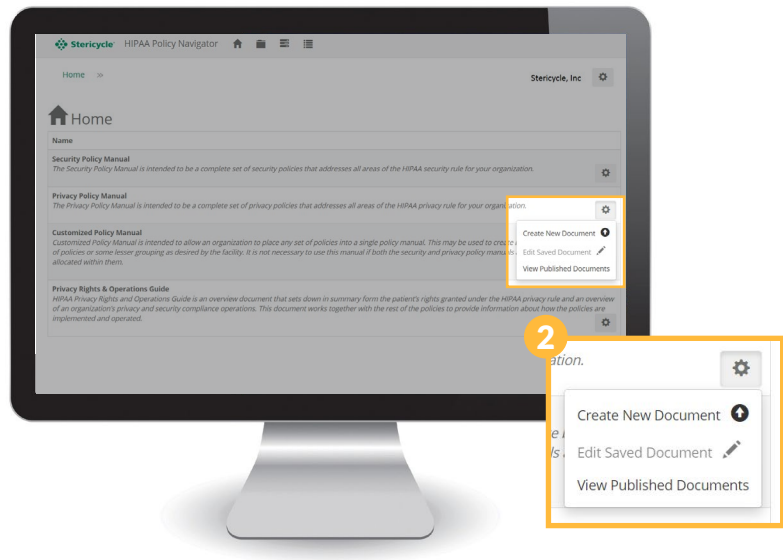 Stericycle® HIPAA Policy Navigator
Home »
Stericycle, Inc
Home
Name
Security Policy Manual
The Security Policy Manual is intended to be a complete set of security policies that addresses all areas of the HIPAA security rule for your organization.
Privacy Policy Manual
The Privacy Policy Manual is intended to be a complete set of privacy policies that addresses all areas of the HIPAA privacy rule for your organization.
Create New Document
Edit Saved Document
View Published Documents
Customized Policy Manual
Customized Policy Manual is intended to allow an organization to place any set of policies into a single policy manual. This may be used to create
of policies or some lesser grouping as desired by the facility. It is not necessary to use this manual if both the security and privacy policy manuals
allocated within them.
Privacy Rights & Operations Guide
HIPAA Privacy Rights and Operations Guide is an overview document that sets down in summary form the patient's rights granted under the HIPAA privacy rule and an overview
of an organization's privacy and security compliance operations. This document works together with the rest of the policies to provide information about how the policies are
implemented and operated.
2
ation.
Create New Document
Edit Saved Document
View Published Documents